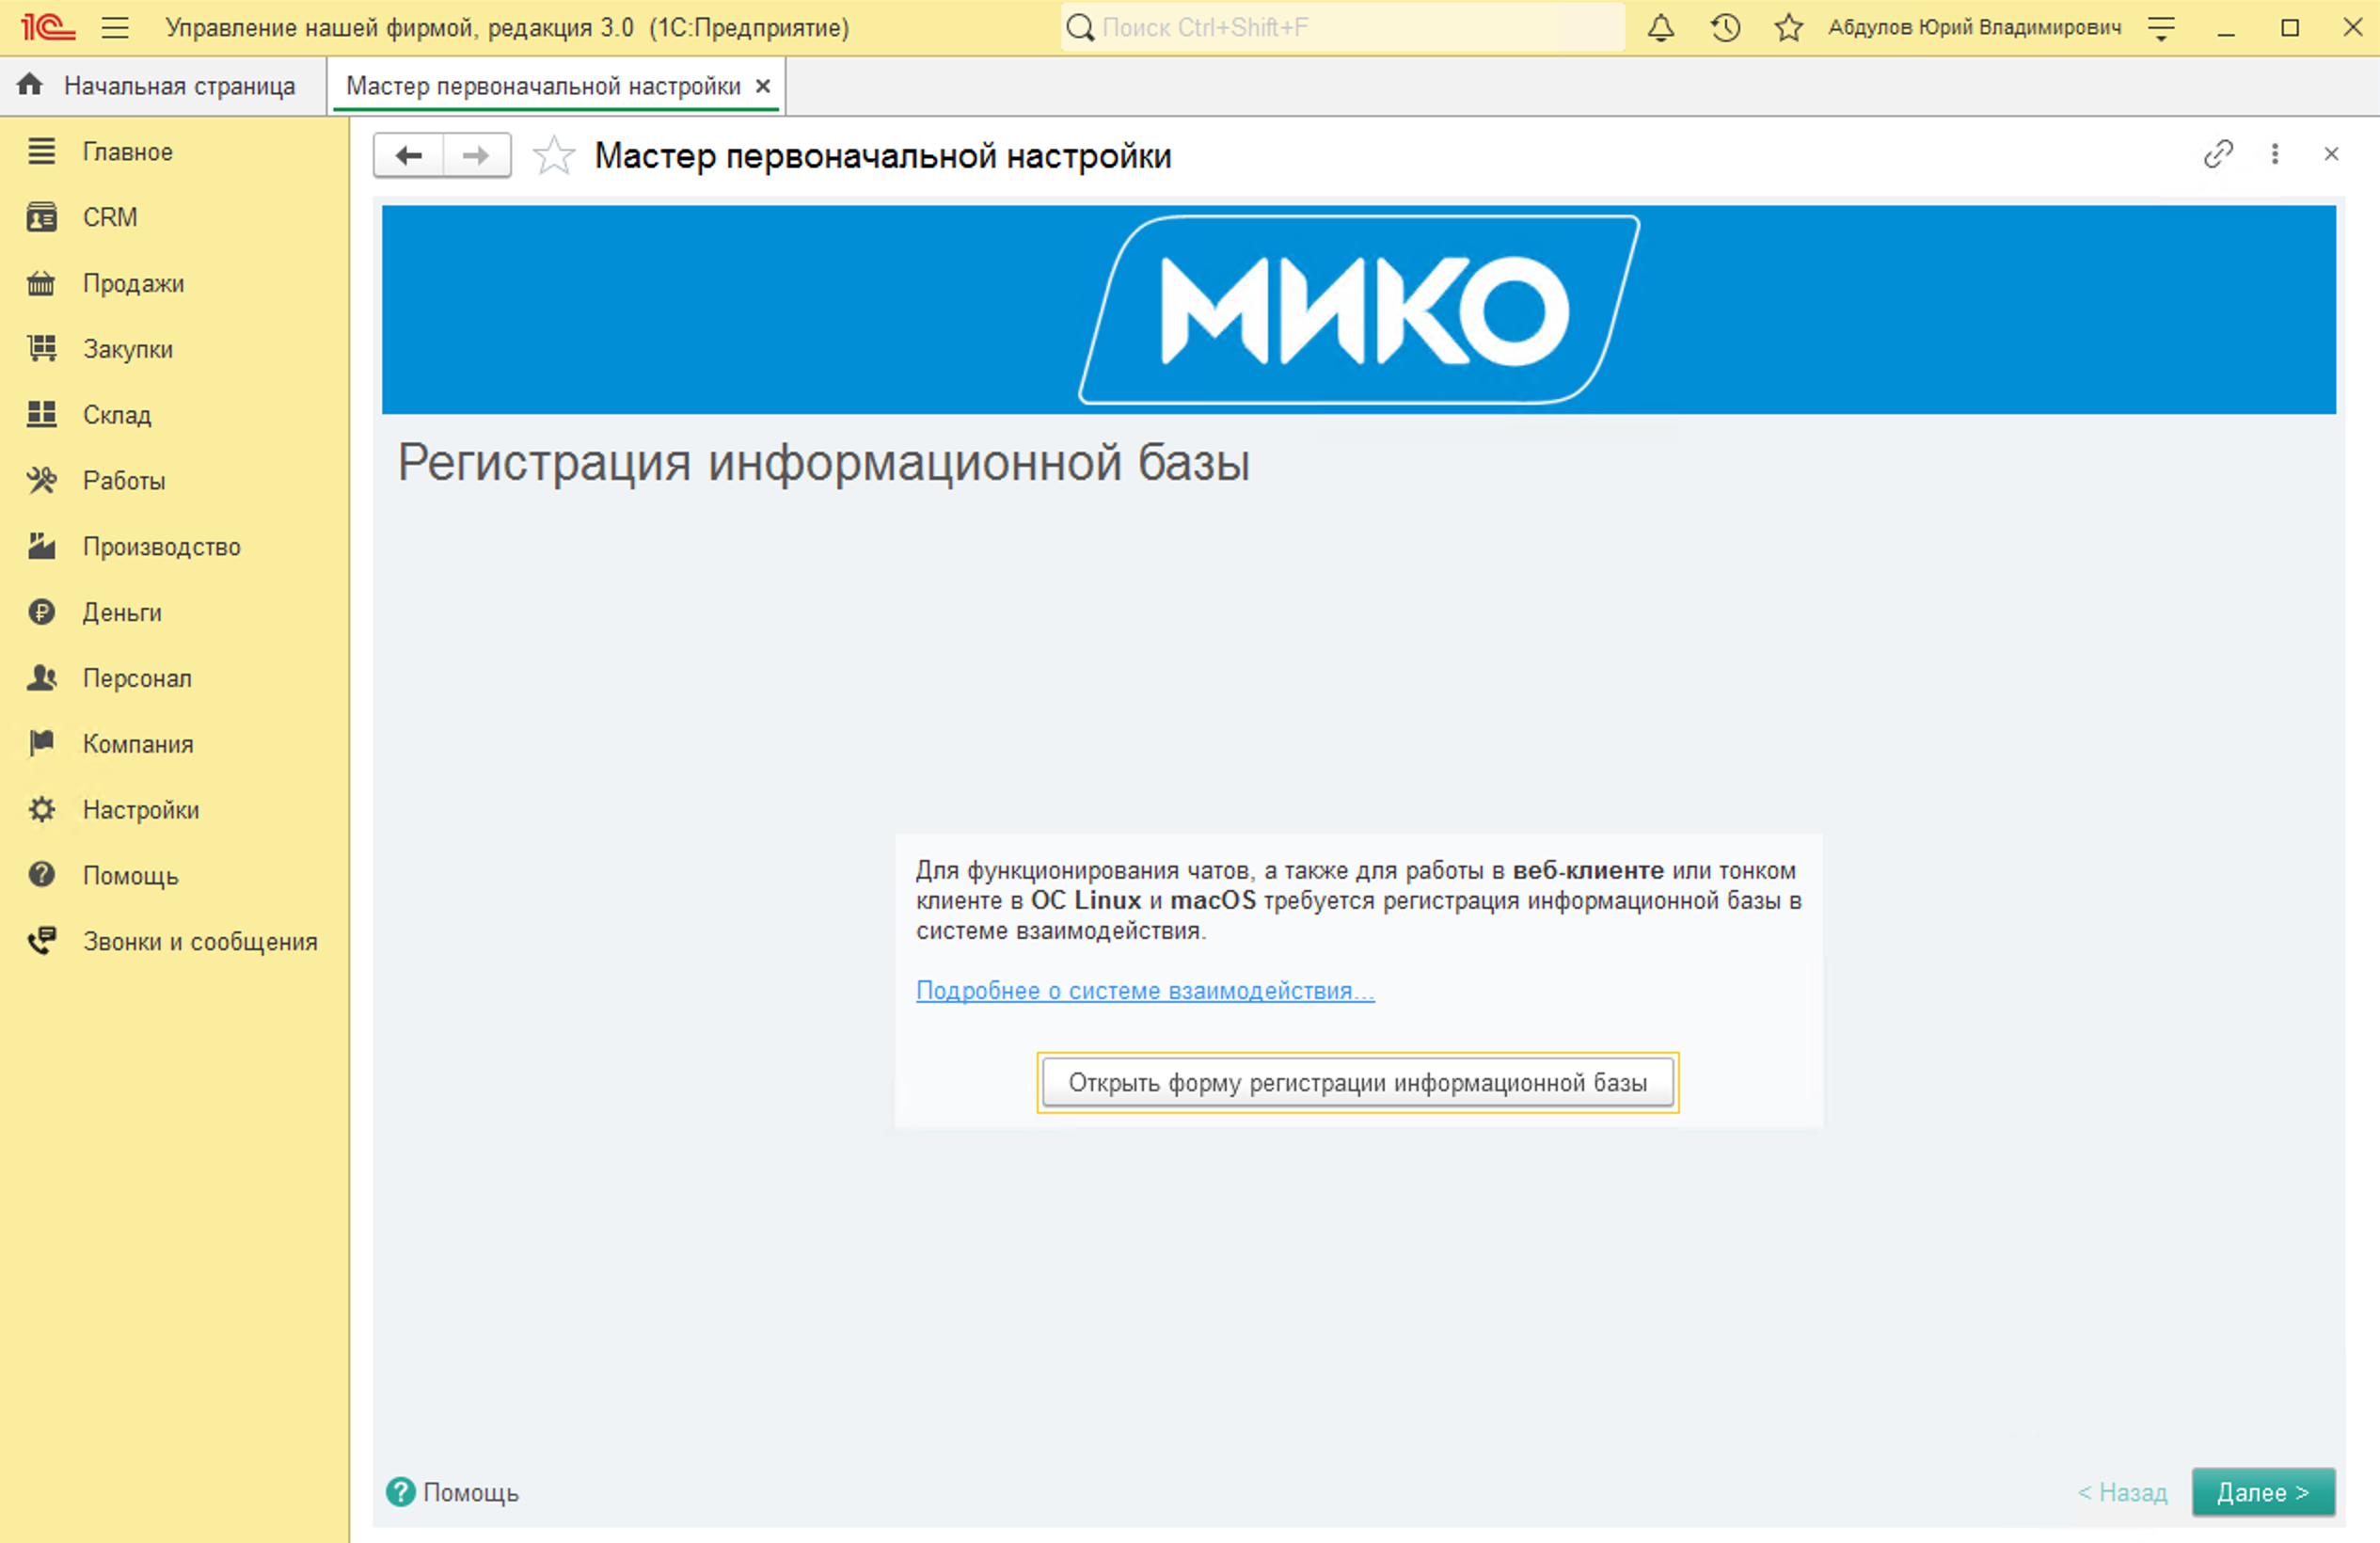 1С Управление нашей фирмой, редакция 3.0 (1С:Предприятие) Поиск Ctrl+Shift+F Абдулов Юрий Владимирович
Начальная страница Мастер первоначальной настройки
Главное
CRM
Продажи
Закупки
Склад
Работы
Производство
Деньги
Персонал
Компания
Настройки
Помощь
Звонки и сообщения
Мастер первоначальной настройки
МИКО
Регистрация информационной базы
Для функционирования чатов, а также для работы в веб-клиенте или тонком
клиенте в ОС Linux и macOS требуется регистрация информационной базы в
системе взаимодействия.
Подробнее о системе взаимодействия...
Открыть форму регистрации информационной базы
? Помощь < Назад Далее >